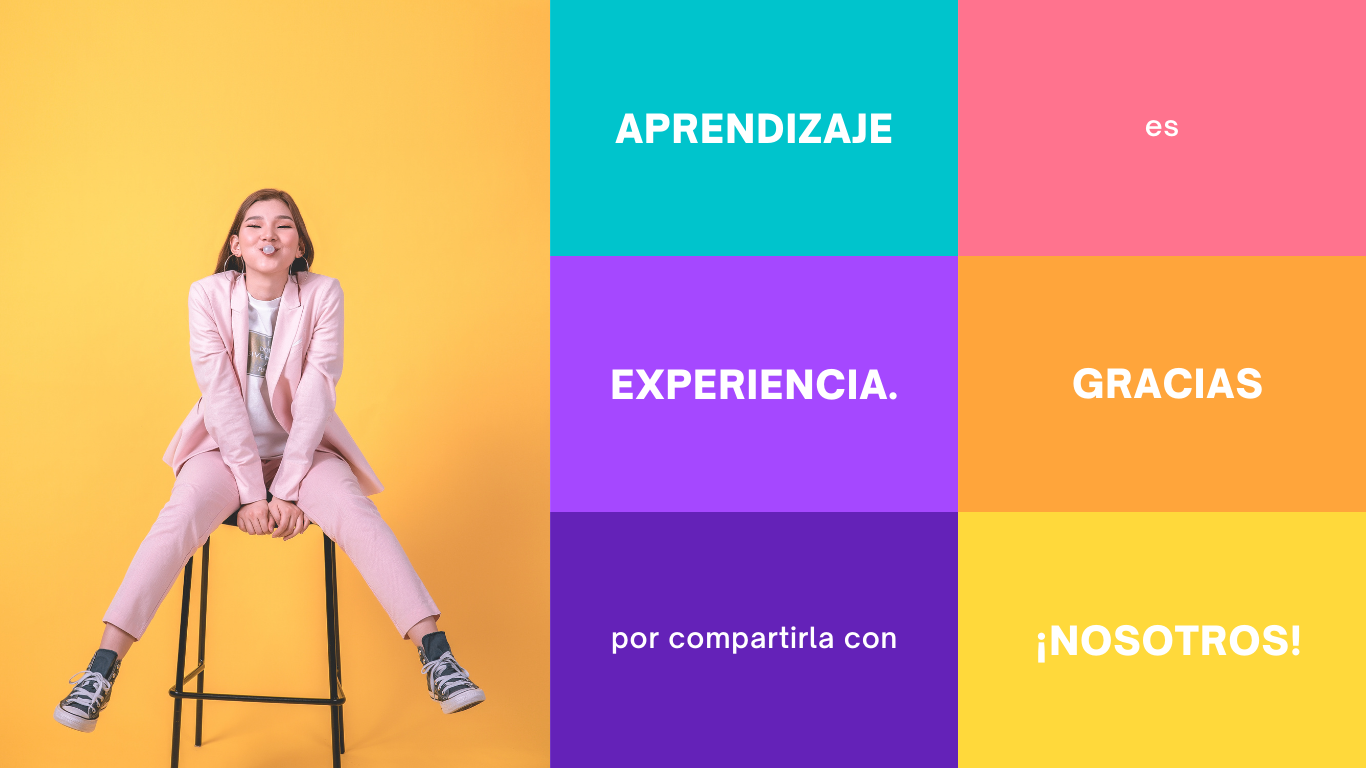 APRENDIZAJE
es
EXPERIENCIA.
GRACIAS
por compartirla con
¡NOSOTROS!